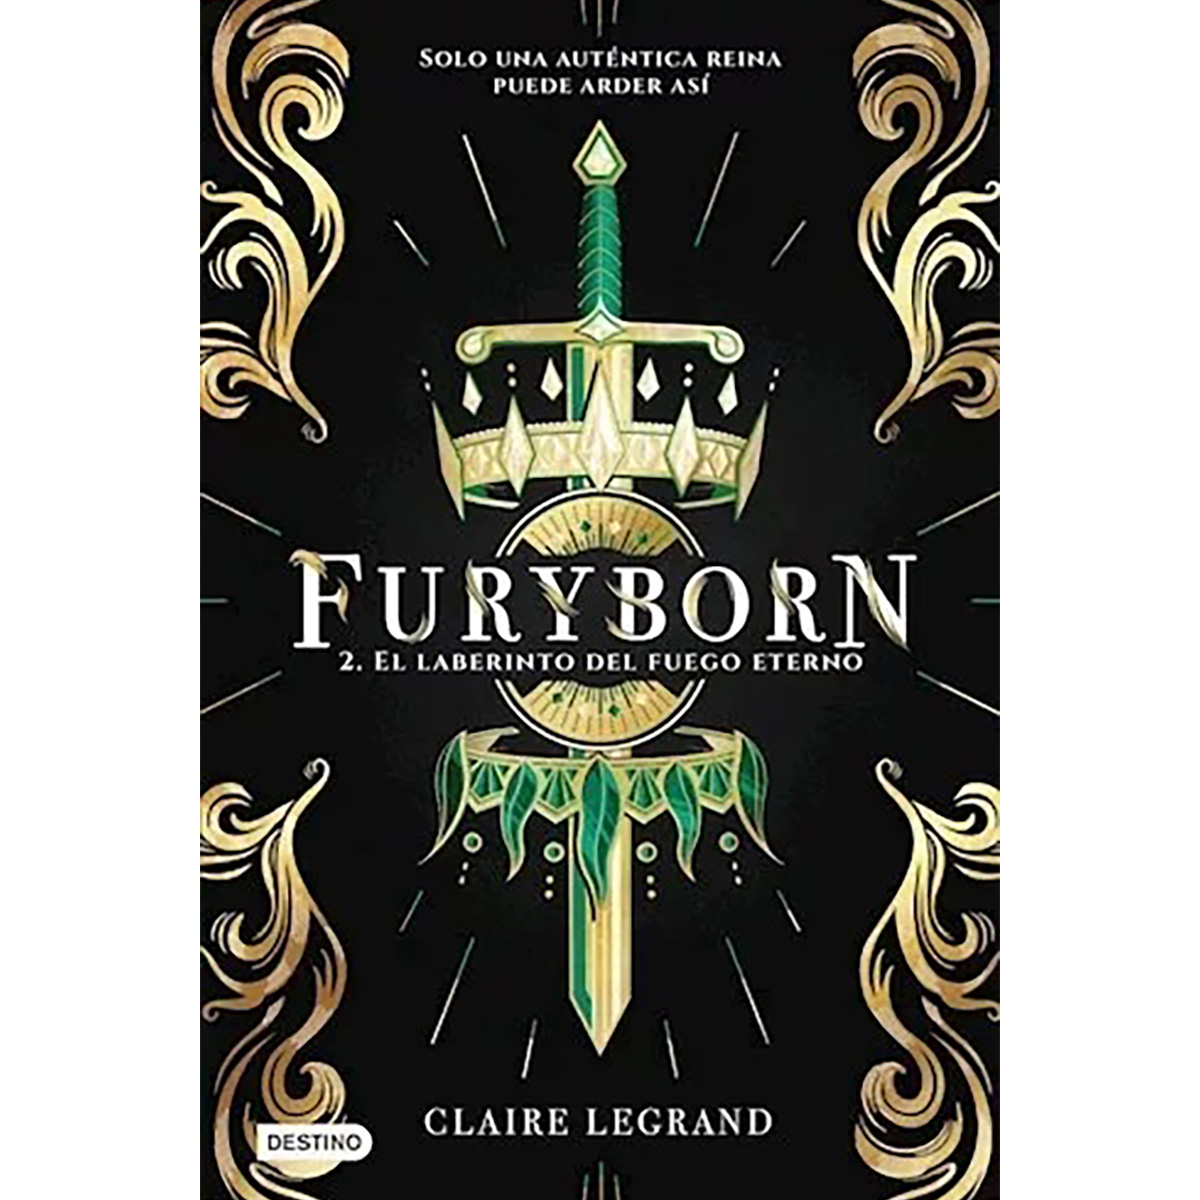 Solo una auténtica reina
puede arder así
Furyborn
2. El laberinto del fuego eterno
CLAIRE LEGRAND
DESTINO